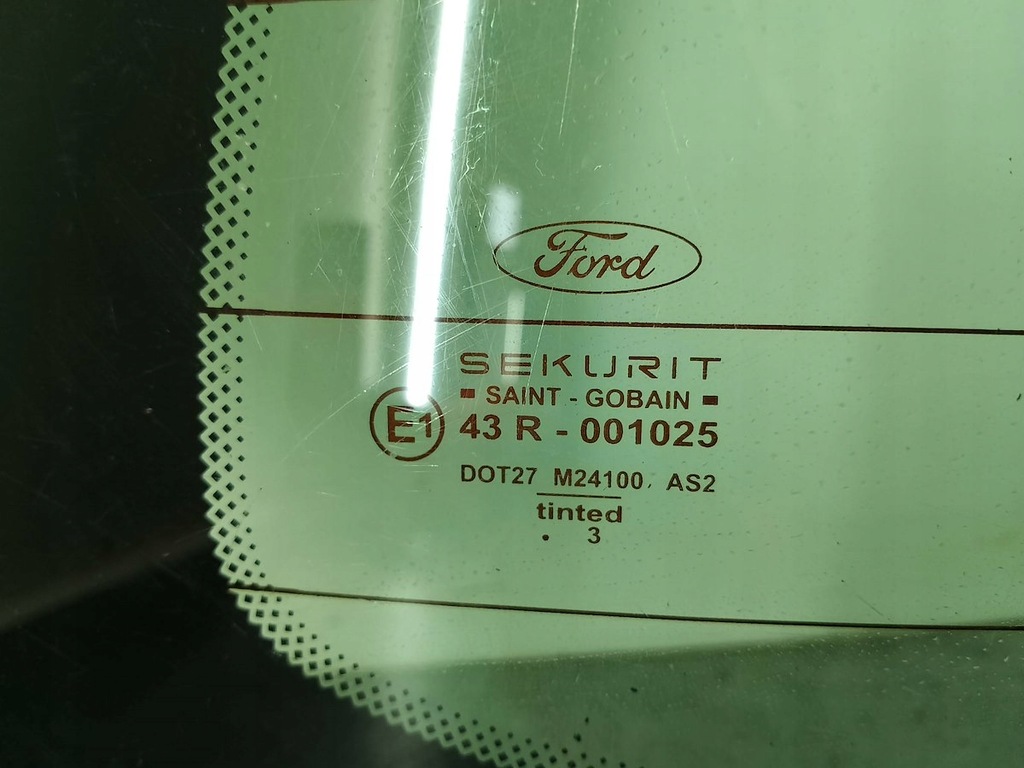 Ford
SEKURIT
SAINT - GOBAIN
E1 43 R - 001025
DOT27 M24100 AS2
tinted
. 3